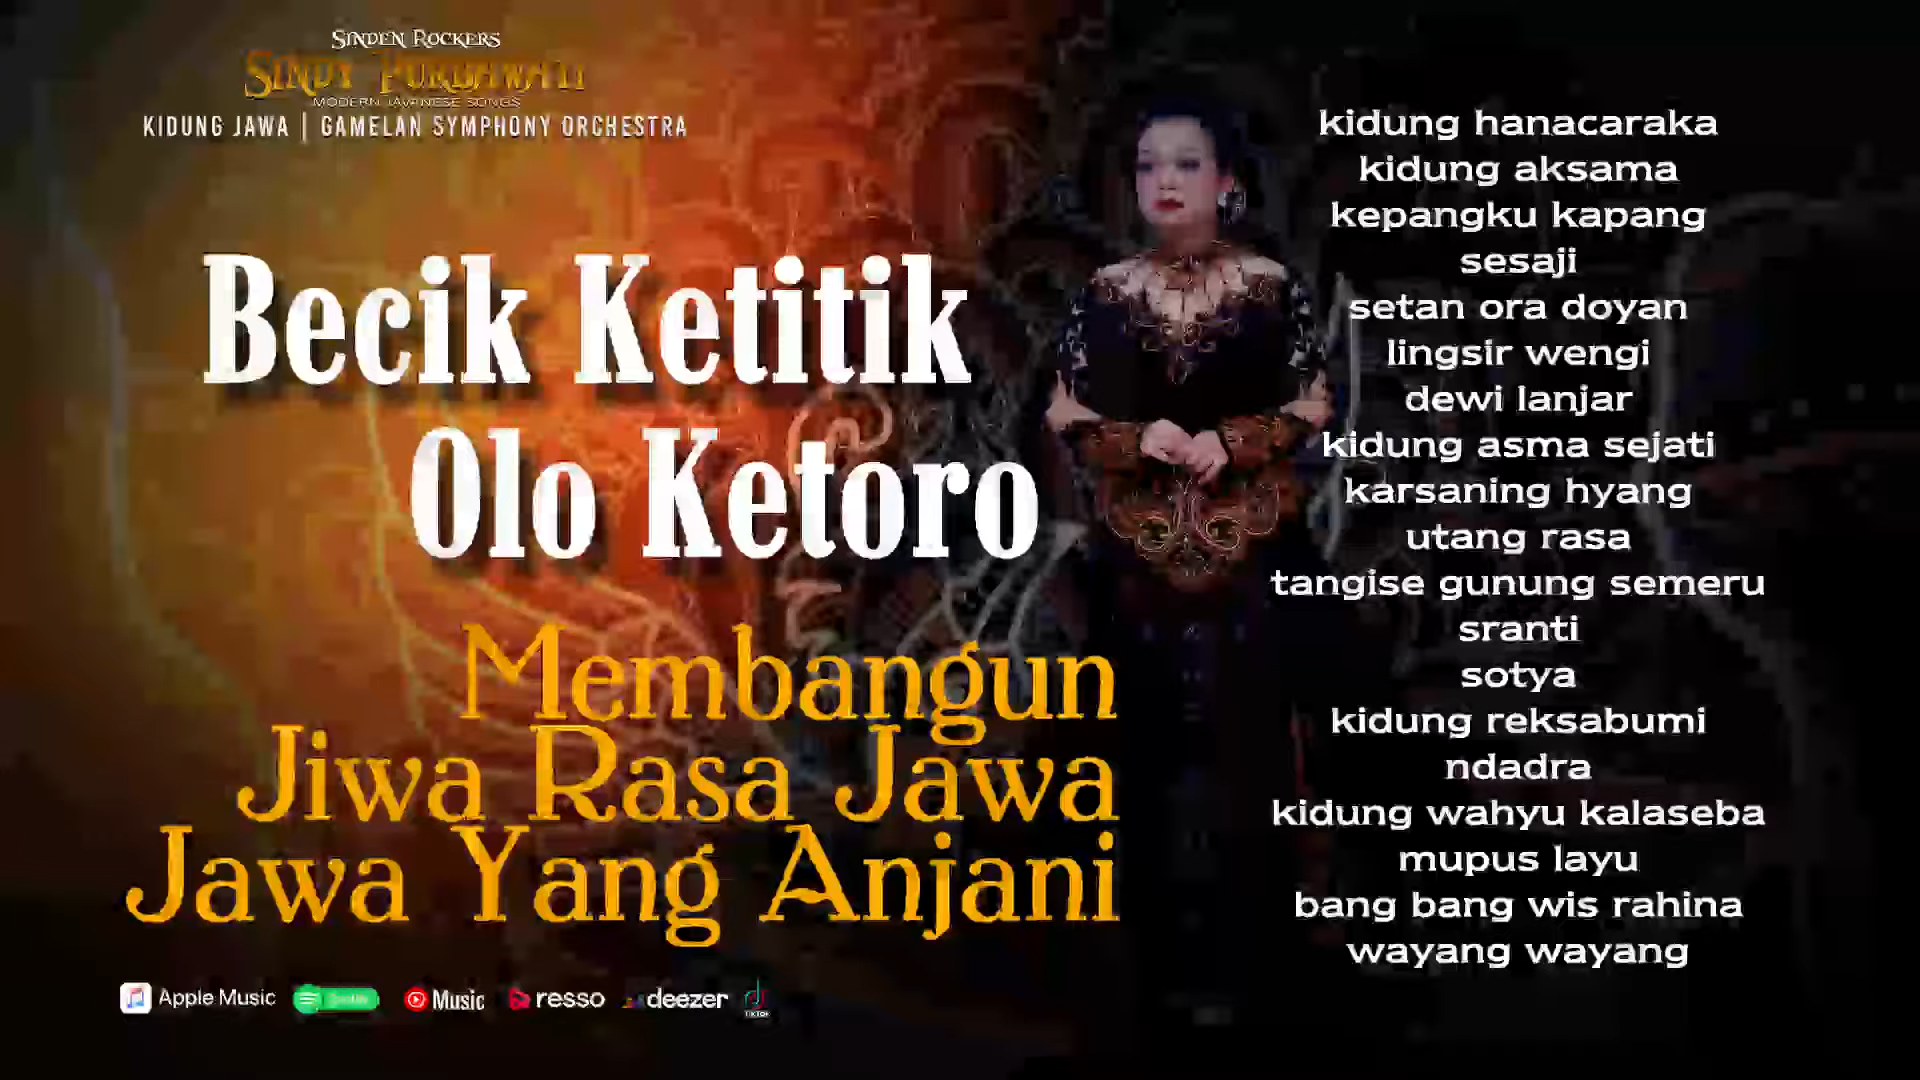 SINDEN ROCKERS
SINDY PURBAWATI
MODERN JAVANESE SONGS
KIDUNG JAWA | GAMELAN SYMPHONY ORCHESTRA
Becik Ketitik
Olo Ketoro
Membangun
Jiwa Rasa Jawa
Jawa Yang Anjani
Apple Music
Spotify
Music
resso
deezer
TIKTOK
kidung hanacaraka
kidung aksama
kepangku kapang
sesaji
setan ora doyan
lingsir wengi
dewi lanjar
kidung asma sejati
karsaning hyang
utang rasa
tangise gunung semeru
sranti
sotya
kidung reksabumi
ndadra
kidung wahyu kalaseba
mupus layu
bang bang wis rahina
wayang wayang